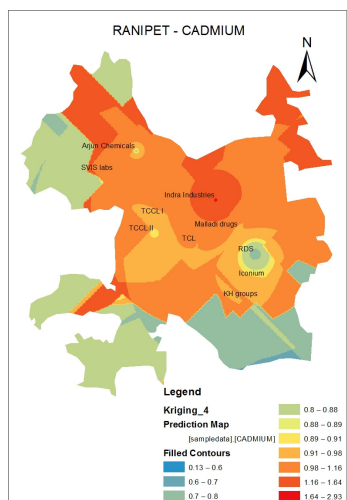 RANIPET - CADMIUM
N
Arjun Chemicals
SVIS labs
Indra Industries
TCCL I
Malladi drugs
TCCL II
TCL
RDS
Iconium
KH groups
Legend
Kriging_4
Prediction Map
[sampledata].[CADMIUM]
Filled Contours
0.13 – 0.6
0.6 – 0.7
0.7 – 0.8
0.8 – 0.88
0.88 – 0.89
0.89 – 0.91
0.91 – 0.98
0.98 – 1.16
1.16 – 1.64
1.64 – 2.93